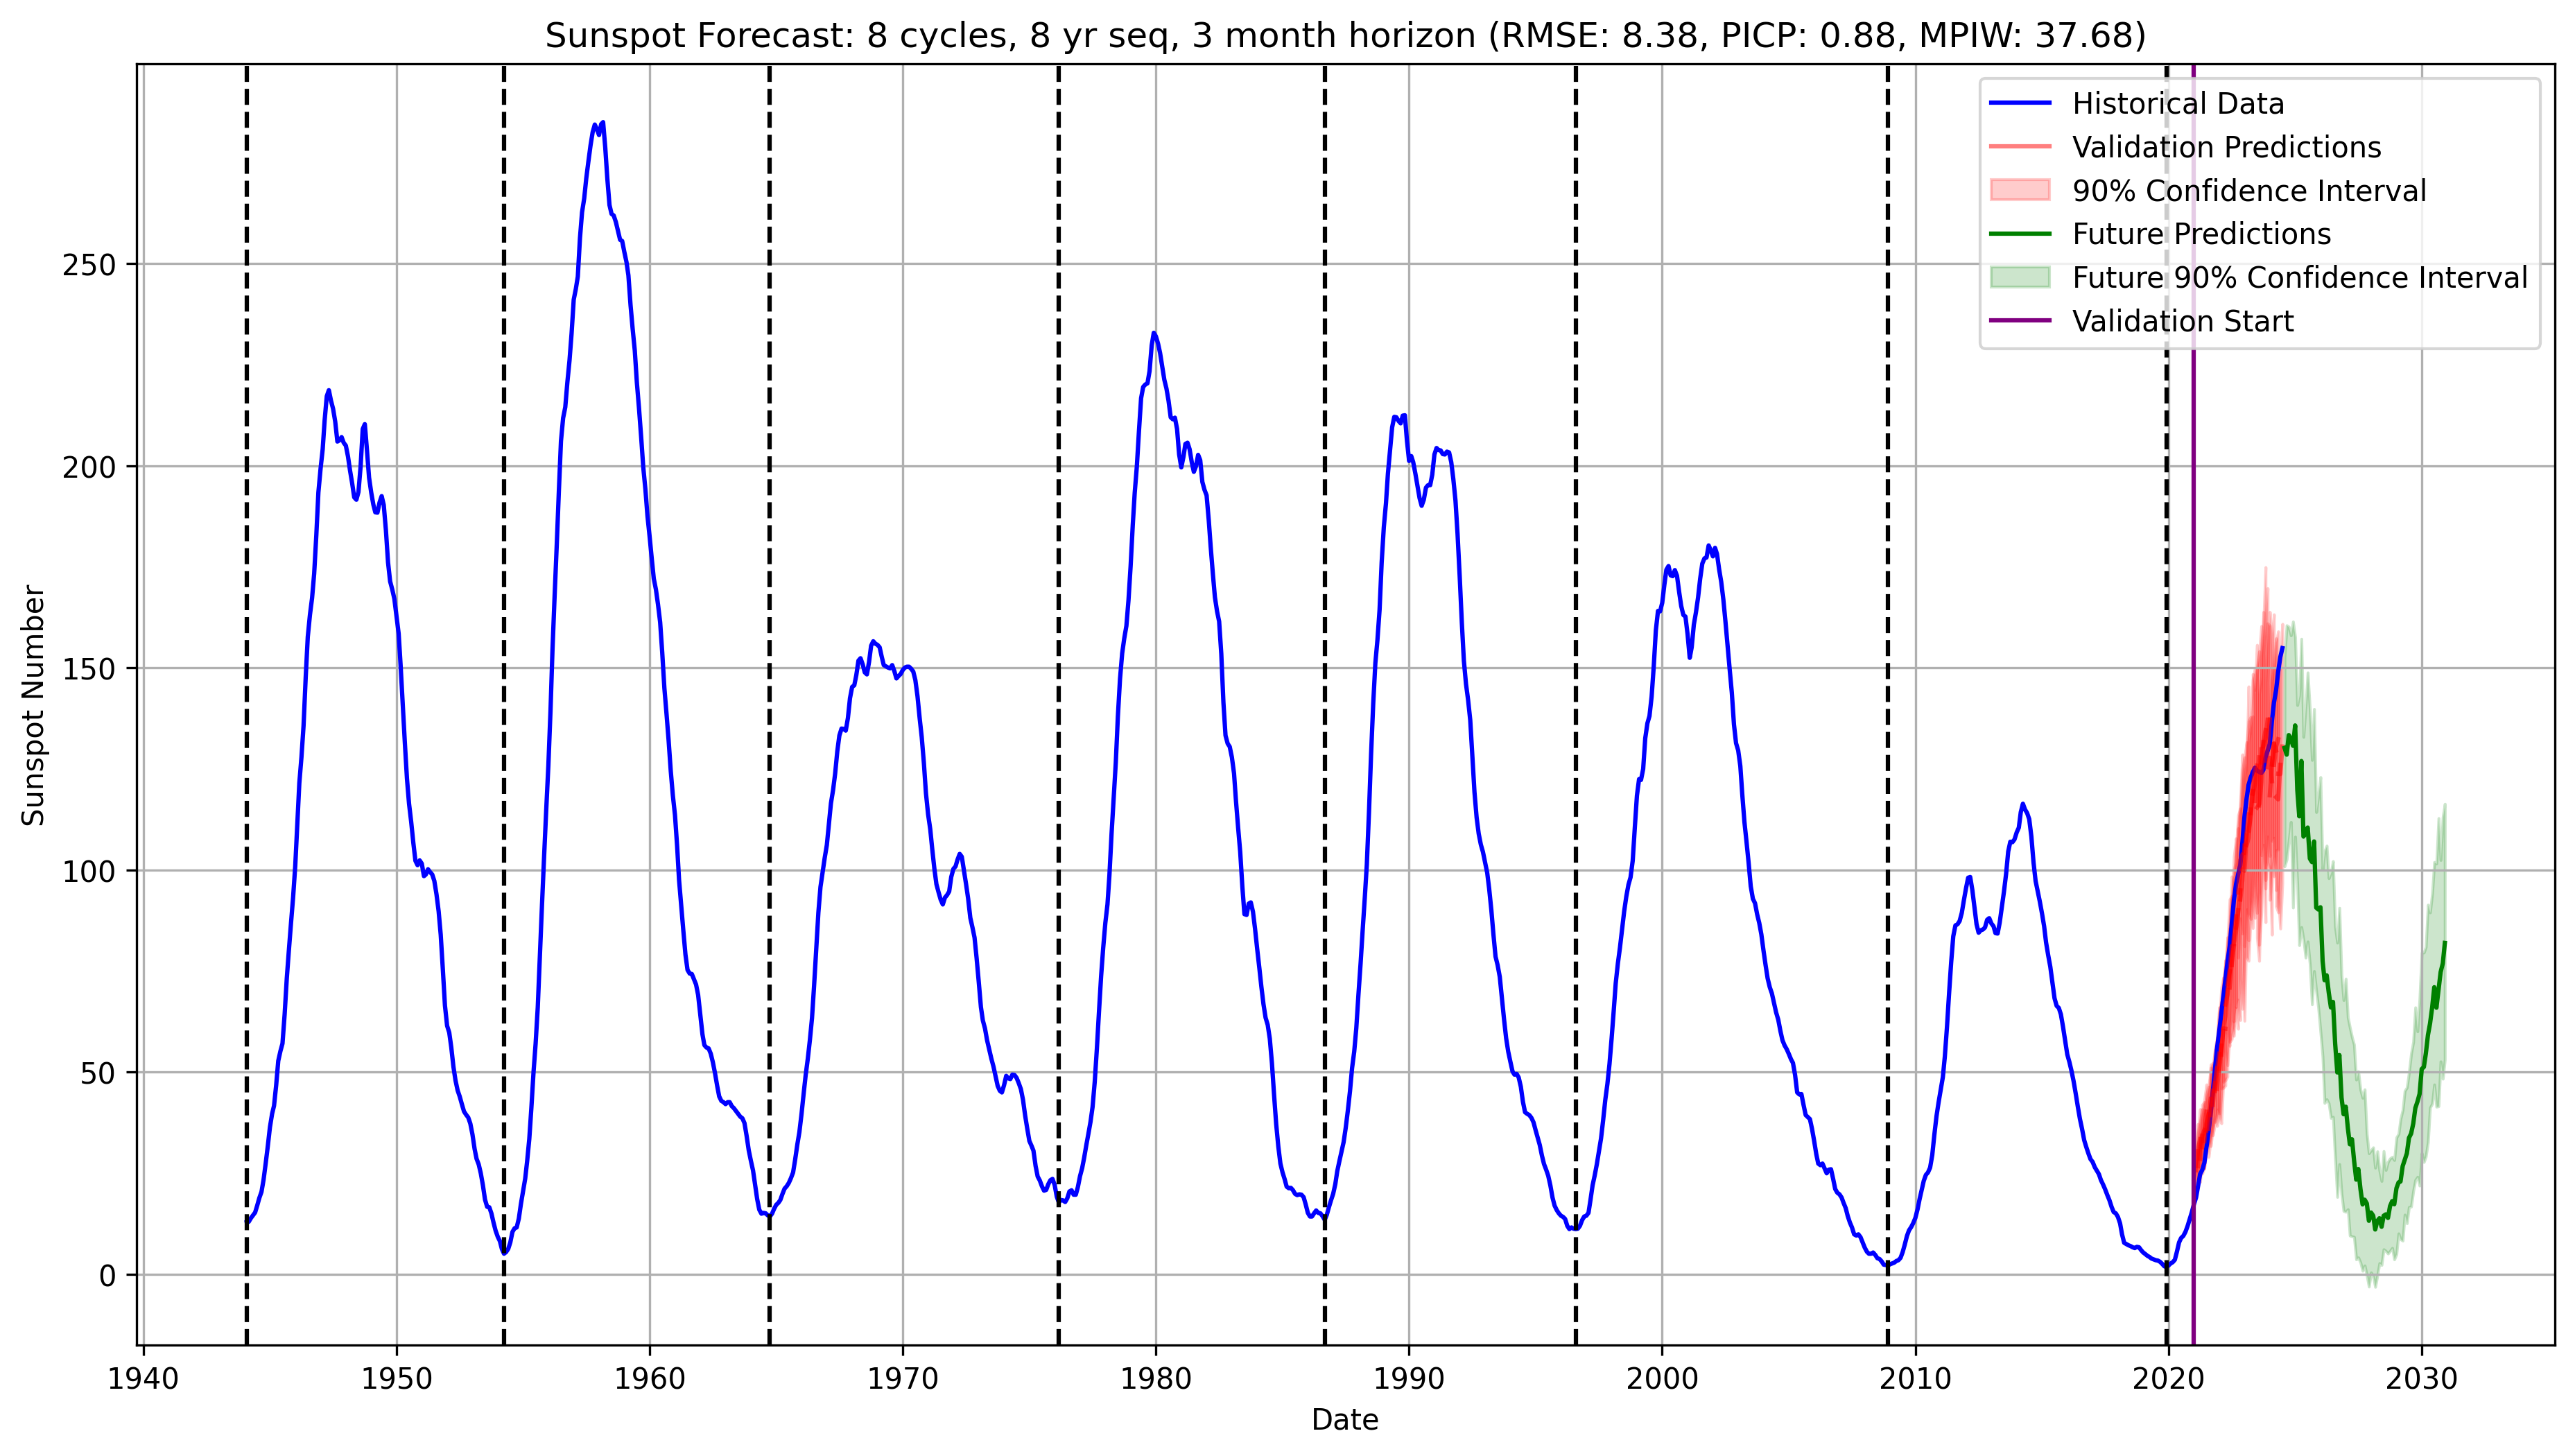 Sunspot Forecast: 8 cycles, 8 yr seq, 3 month horizon (RMSE: 8.38, PICP: 0.88, MPIW: 37.68)
Historical Data
Validation Predictions
90% Confidence Interval
Future Predictions
Future 90% Confidence Interval
Validation Start
Sunspot Number
250
200
150
100
50
0
1940 1950 1960 1970 1980 1990 2000 2010 2020 2030
Date